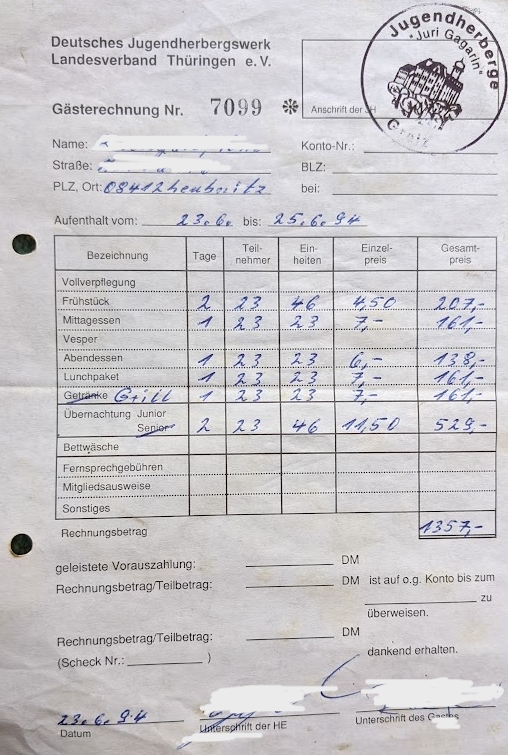 Jugendherberge
"Juri Gagarin"
Greiz
Deutsches Jugendherbergswerk
Landesverband Thüringen e. V.
Gästerechnung Nr. 7099 ✻
Anschrift der JH
Name: Konto-Nr.:
Straße: BLZ:
PLZ, Ort: 08412 bei:
Aufenthalt vom: 23.6. bis: 25.6.94
Bezeichnung Tage Teil-nehmer Ein-heiten Einzel-preis Gesamt-preis
Vollverpflegung
Frühstück 2 23 46 4,50 207,-
Mittagessen 1 23 23 7,- 161,-
Vesper
Abendessen 1 23 23 6,- 138,-
Lunchpaket 1 23 23 7,- 161,-
Getränke Grill 1 23 23 7,- 161,-
Übernachtung Junior
Senior 2 23 46 11,50 529,-
Bettwäsche
Fernsprechgebühren
Mitgliedsausweise
Sonstiges
Rechnungsbetrag 1357,-
geleistete Vorauszahlung: DM
Rechnungsbetrag/Teilbetrag: DM ist auf o.g. Konto bis zum
zu
überweisen.
Rechnungsbetrag/Teilbetrag: DM
(Scheck Nr.: ) dankend erhalten.
23.6.94
Datum Unterschrift der HE Unterschrift des Gastes